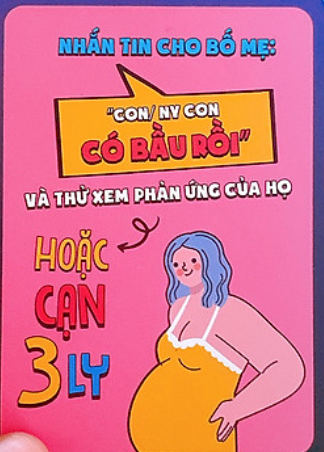 NHẮN TIN CHO BỐ MẸ:
"CON/ NY CON
CÓ BẦU RỒI"
VÀ THỬ XEM PHẢN ỨNG CỦA HỌ
HOẶC
CẠN
3 LY